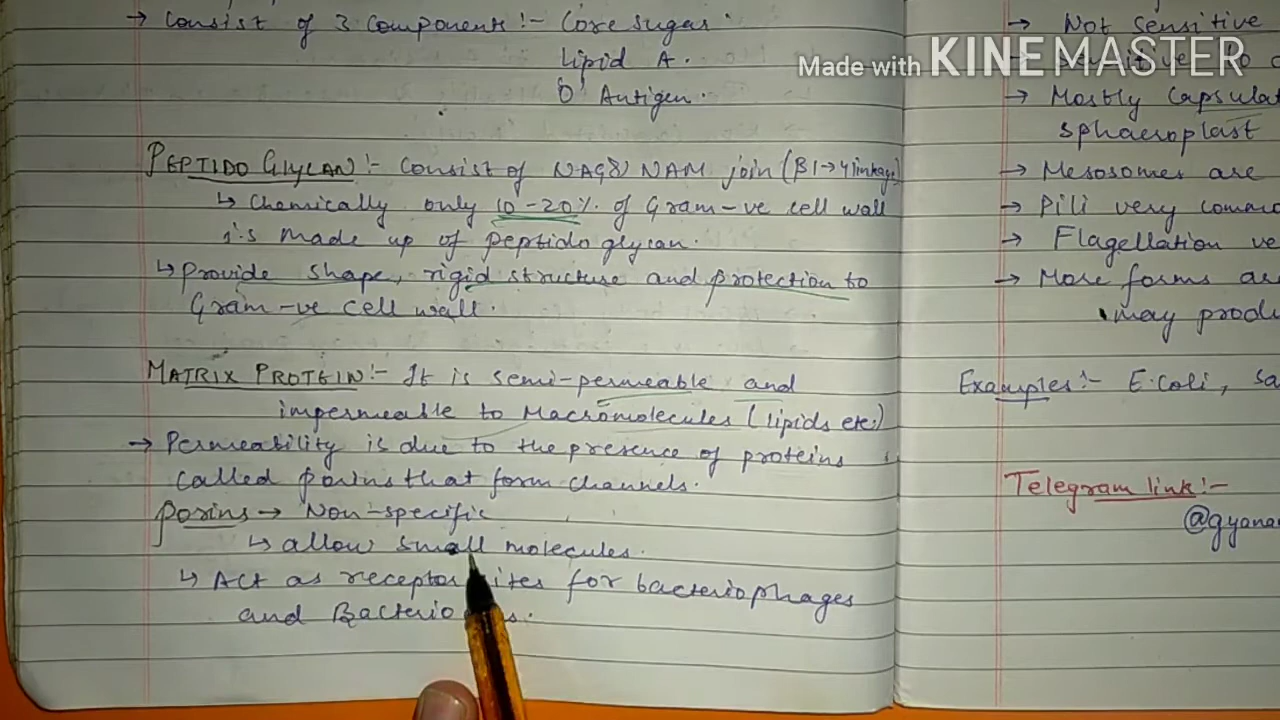 → Consist of 3 Components :- Core sugar.
Lipid A.
'O' Antigen.
PEPTIDO GLYCAN :- Consist of NAG & NAM join (β1→4 linkage)
↳ Chemically only 10-20% of Gram-ve cell wall
is made up of peptido glycan.
↳ Provide shape, rigid structure and protection to
Gram-ve cell wall.
MATRIX PROTEIN :- It is semi-permeable and
impermeable to Macromolecules (lipids etc.)
→ Permeability is due to the presence of proteins
called porins that form channels.
Porins → Non-specific
↳ allow small molecules.
↳ Act as receptor sites for bacteriophages
and
→ Not sensitive
Made with KINEMASTER
→ Mostly Capsulat
sphaeroplast
→ Mesosomes are
→ Pili very commo
→ Flagellation ve
→ More forms are
may produ
Examples :- E.Coli, Sa
Telegram link :-
@gyana